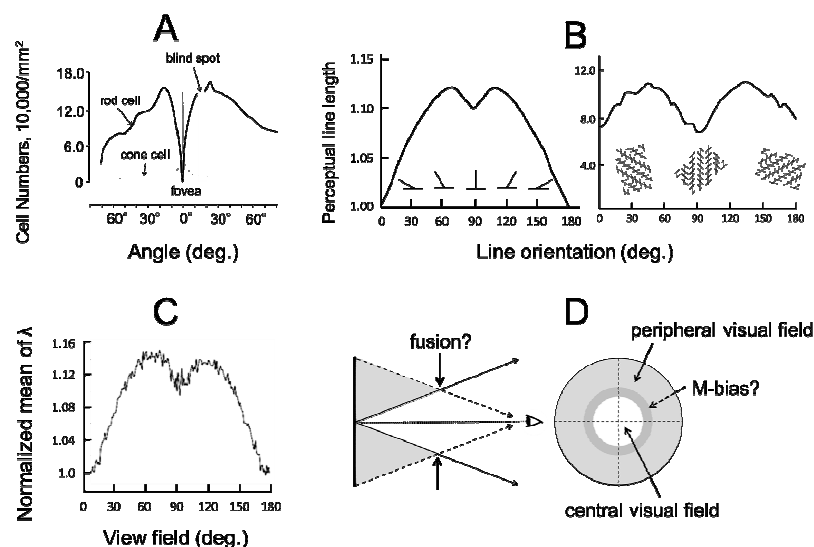 A
B
blind spot
Cell Numbers, 10,000/mm²
18.0
12.0
6.0
0
rod cell
cone cell
fovea
60° 30° 0° 30° 60°
Angle (deg.)
Perceptual line length
1.15
1.10
1.05
1.00
0 30 60 90 120 150 180
12.0
8.0
4.0
0 30 60 90 120 150 180
Line orientation (deg.)
C
D
Normalized mean of λ
1.16
1.12
1.08
1.04
1.0
0 30 60 90 120 150 180
View field (deg.)
fusion?
peripheral visual field
M-bias?
central visual field